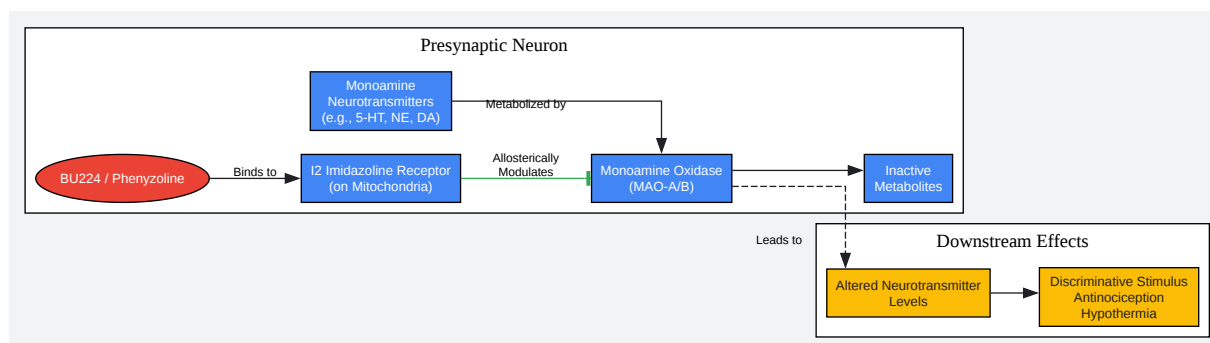 Presynaptic Neuron
Monoamine
Neurotransmitters
(e.g., 5-HT, NE, DA)
Metabolized by
BU224 / Phenyzoline
Binds to
I2 Imidazoline Receptor
(on Mitochondria)
Allosterically
Modulates
Monoamine Oxidase
(MAO-A/B)
Inactive
Metabolites
Leads to
Downstream Effects
Altered Neurotransmitter
Levels
Discriminative Stimulus
Antinociception
Hypothermia